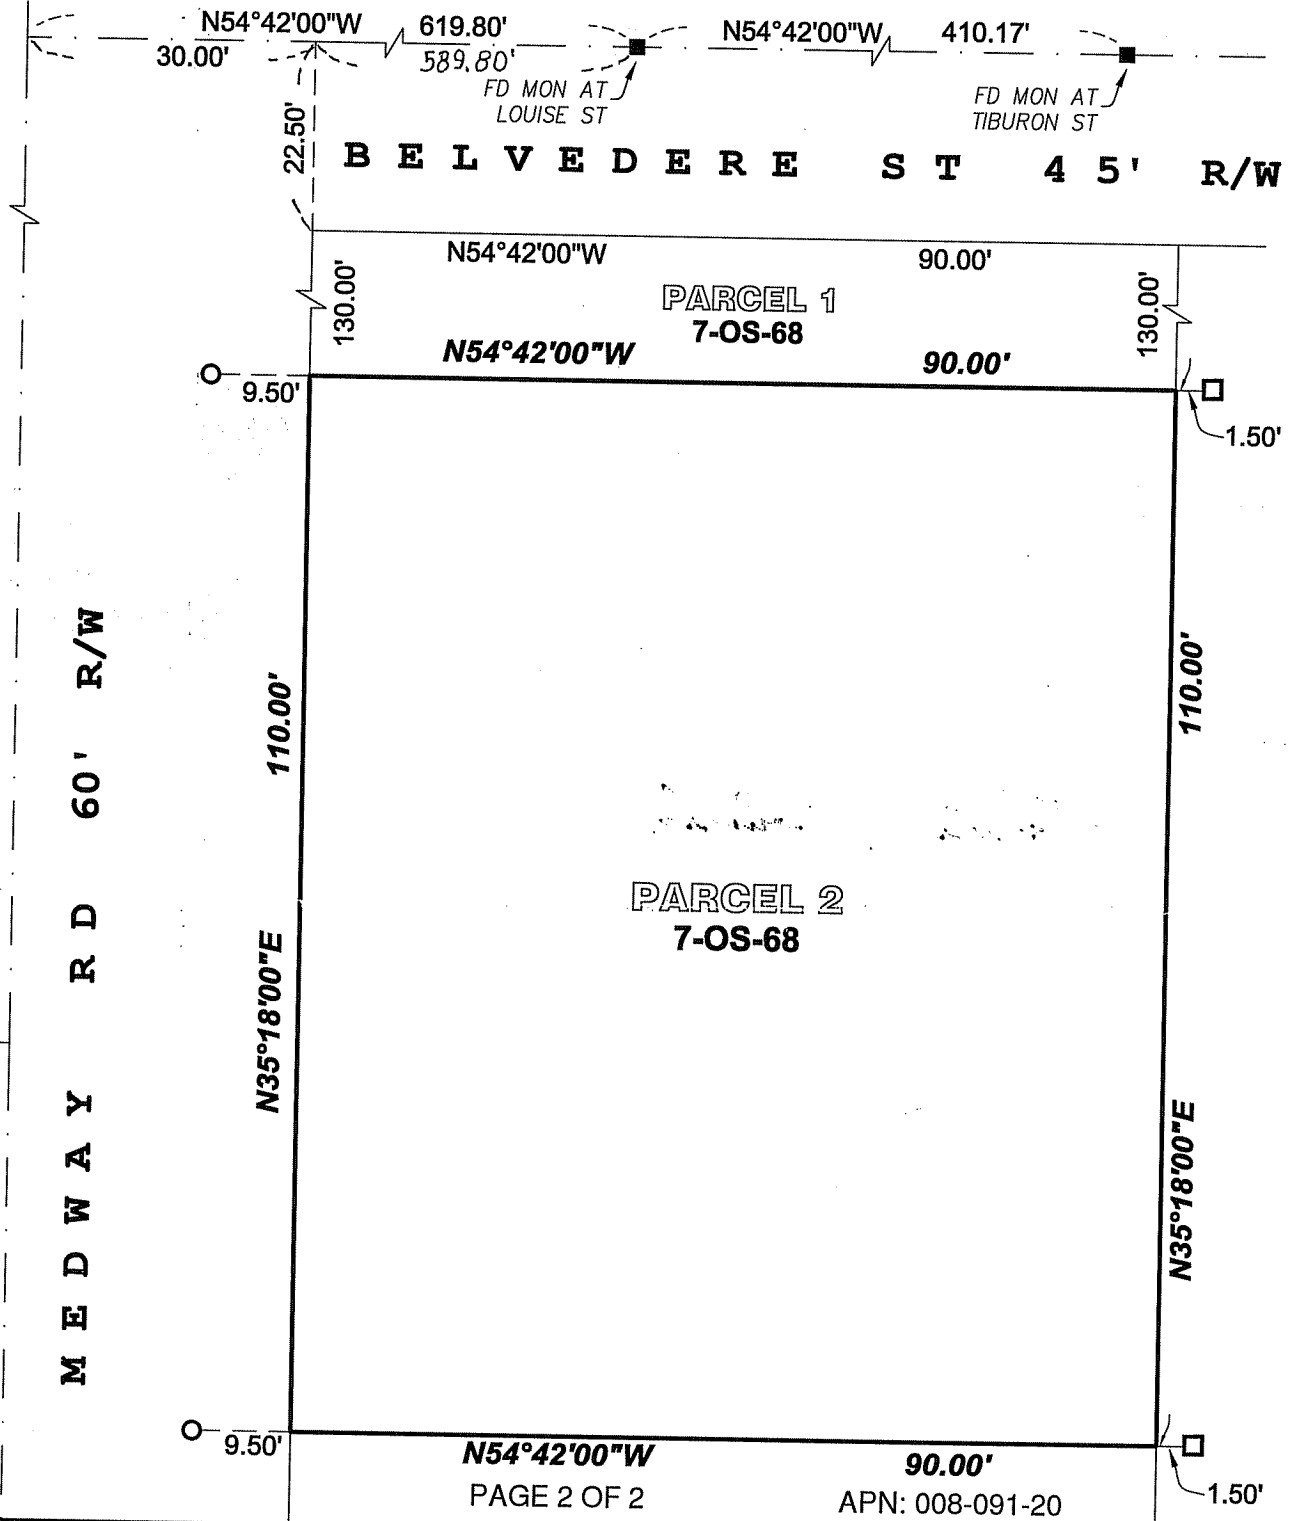 N54°42'00"W 619.80' N54°42'00"W 410.17'
30.00' 589.80'
FD MON AT
LOUISE ST
FD MON AT
TIBURON ST
22.50'
BELVEDERE ST 45' R/W
N54°42'00"W 90.00'
130.00'
130.00'
PARCEL 1
7-OS-68
N54°42'00"W 90.00'
9.50'
1.50'
MEDWAY RD 60' R/W
110.00'
N35°18'00"E
110.00'
N35°18'00"E
PARCEL 2
7-OS-68
9.50'
N54°42'00"W 90.00'
1.50'
PAGE 2 OF 2 APN: 008-091-20